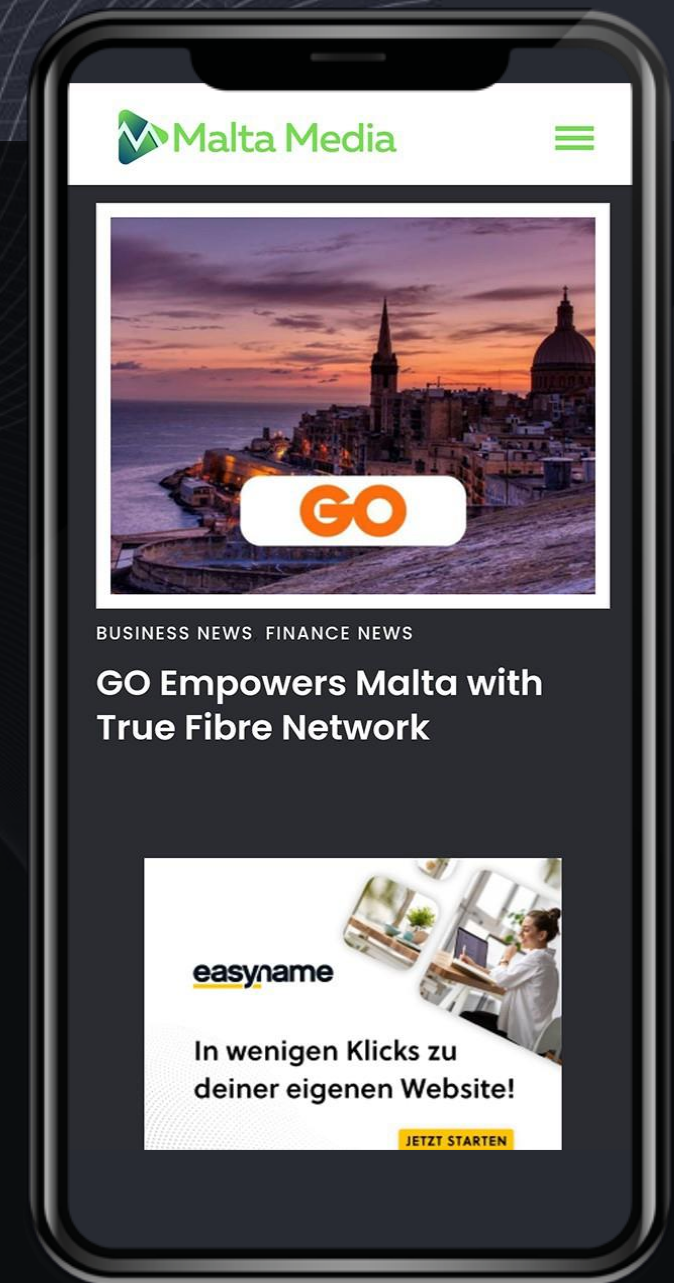 Malta Media
GO
BUSINESS NEWS, FINANCE NEWS
GO Empowers Malta with
True Fibre Network
easyname
In wenigen Klicks zu
deiner eigenen Website!
JETZT STARTEN